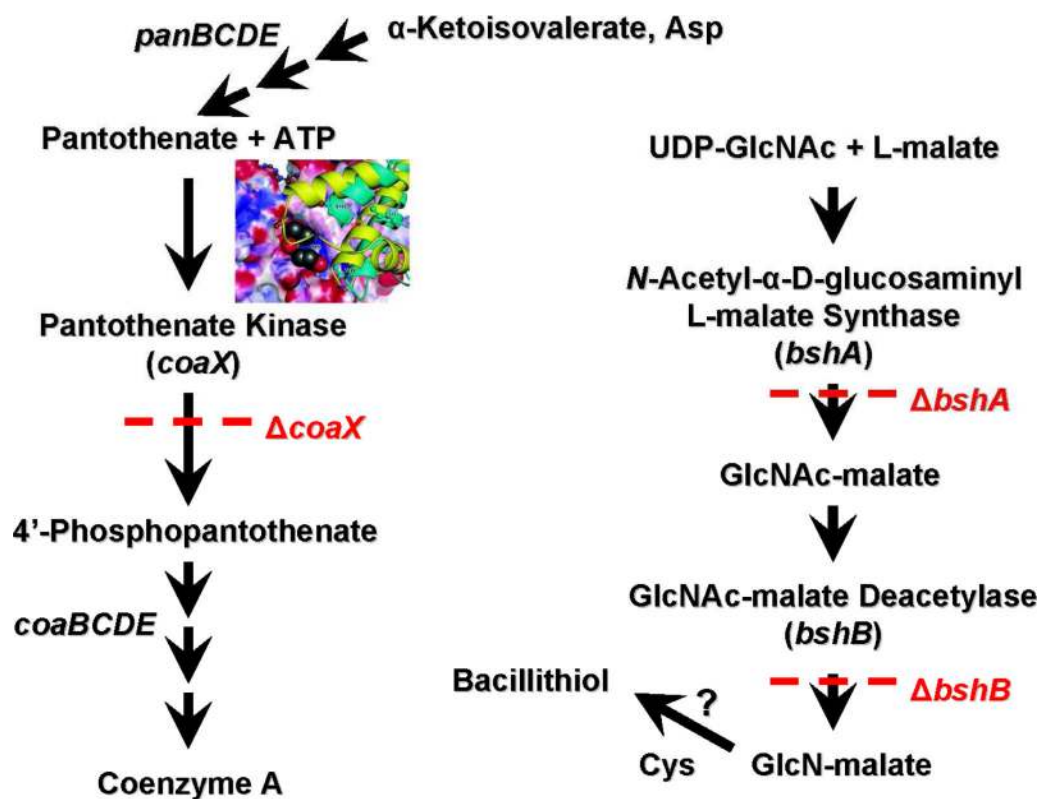 panBCDE
α-Ketoisovalerate, Asp
Pantothenate + ATP
Pantothenate Kinase
(coaX)
ΔcoaX
4’-Phosphopantothenate
coaBCDE
Coenzyme A
UDP-GlcNAc + L-malate
N-Acetyl-α-D-glucosaminyl
L-malate Synthase
(bshA)
ΔbshA
GlcNAc-malate
GlcNAc-malate Deacetylase
(bshB)
ΔbshB
Bacillithiol
?
Cys
GlcN-malate